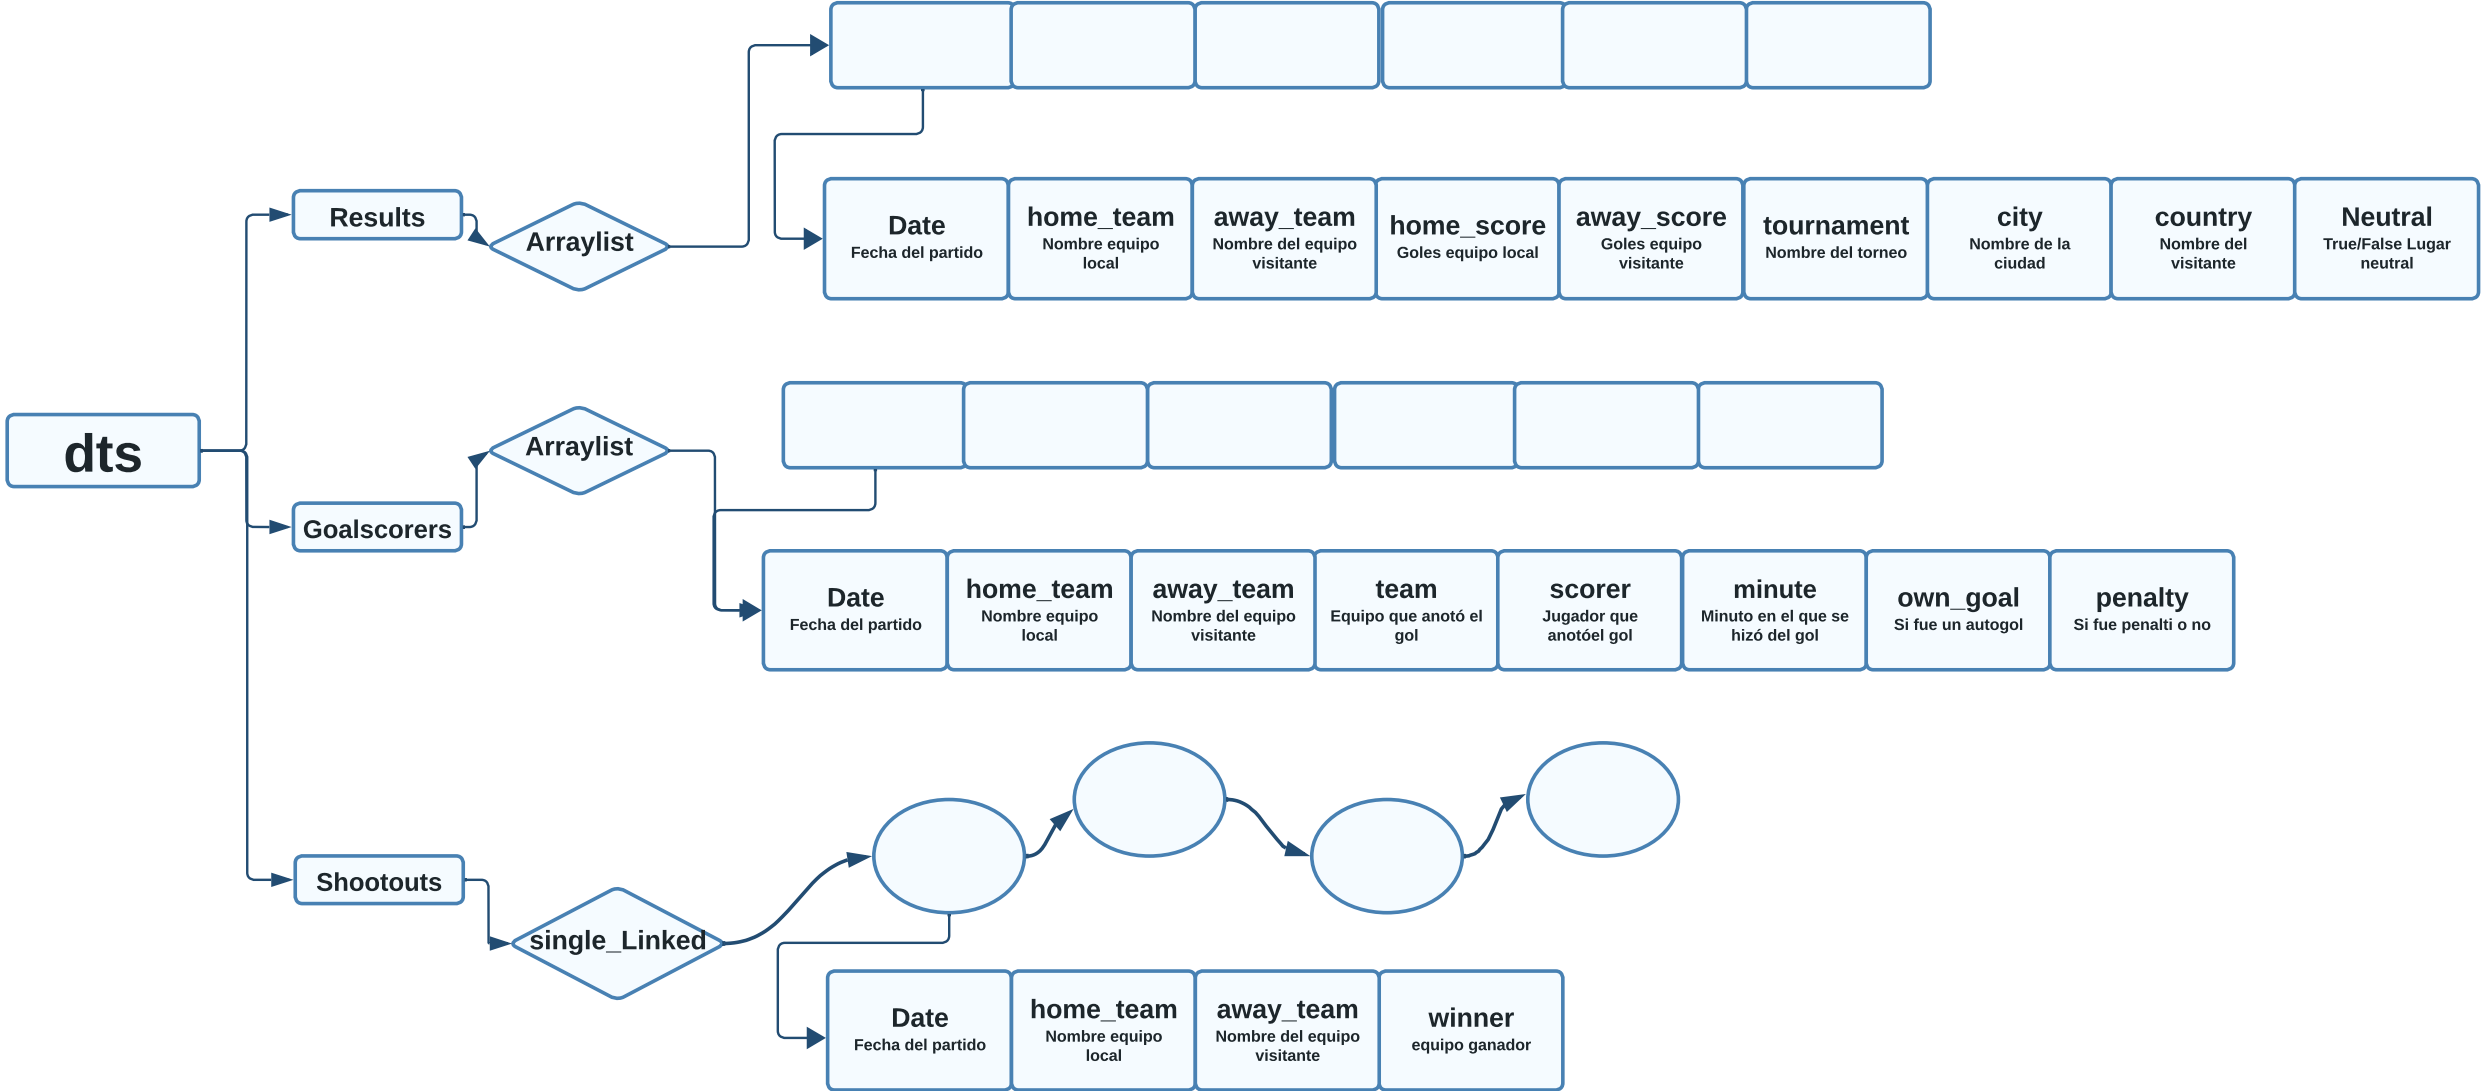 Results
Arraylist
Date
Fecha del partido
home_team
Nombre equipo
local
away_team
Nombre del equipo
visitante
home_score
Goles equipo local
away_score
Goles equipo
visitante
tournament
Nombre del torneo
city
Nombre de la
ciudad
country
Nombre del
visitante
Neutral
True/False Lugar
neutral
dts
Arraylist
Goalscorers
Date
Fecha del partido
home_team
Nombre equipo
local
away_team
Nombre del equipo
visitante
team
Equipo que anotó el
gol
scorer
Jugador que
anotóel gol
minute
Minuto en el que se
hizó del gol
own_goal
Si fue un autogol
penalty
Si fue penalti o no
Shootouts
single_Linked
Date
Fecha del partido
home_team
Nombre equipo
local
away_team
Nombre del equipo
visitante
winner
equipo ganador